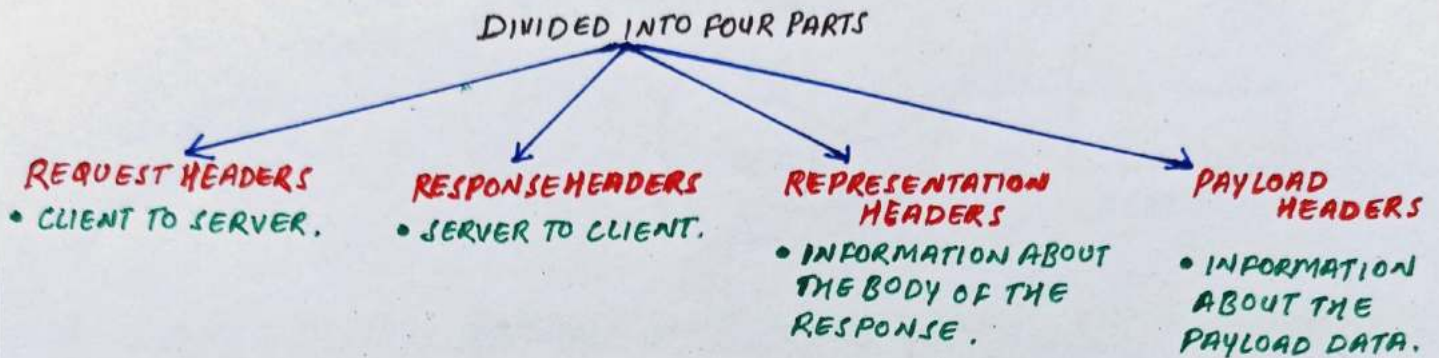 DIVIDED INTO FOUR PARTS
REQUEST HEADERS
• CLIENT TO SERVER.
RESPONSE HEADERS
• SERVER TO CLIENT.
REPRESENTATION
HEADERS
• INFORMATION ABOUT
THE BODY OF THE
RESPONSE.
PAYLOAD
HEADERS
• INFORMATION
ABOUT THE
PAYLOAD DATA.